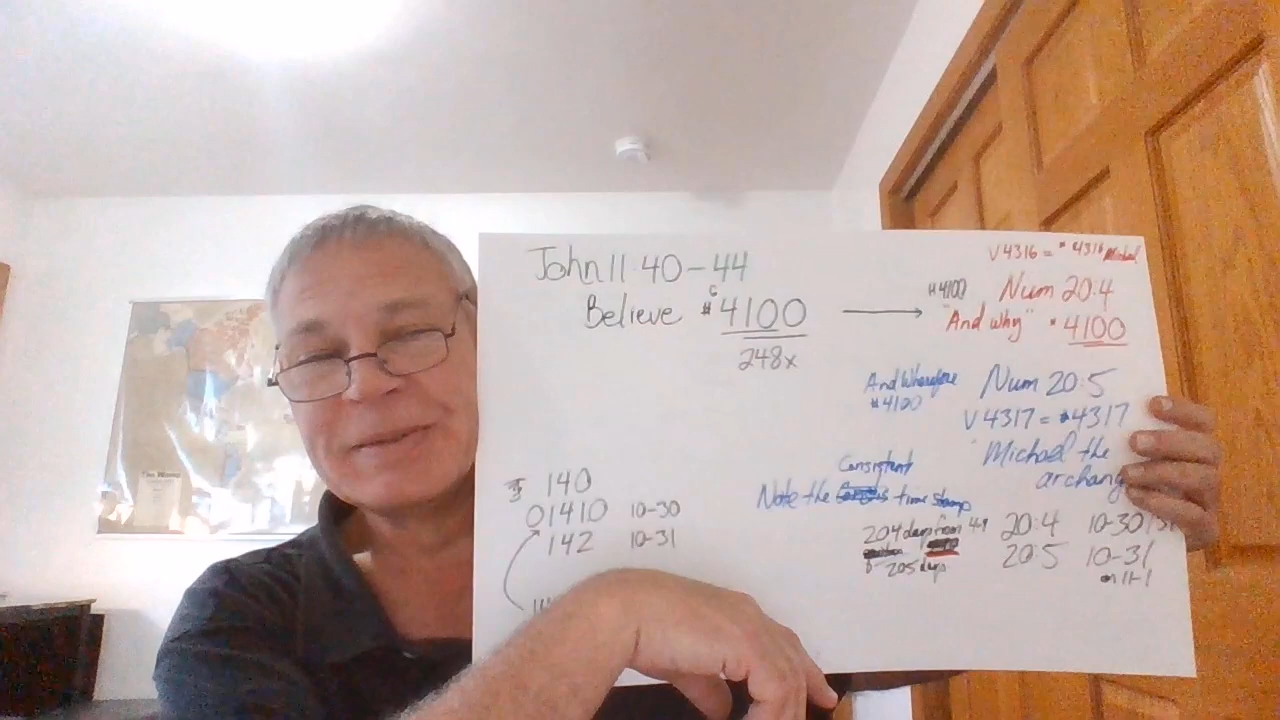 John 11:40-44
Believe G #4100
248x
V4316 = #4316 Michael
#4100 Num 20:4
"And why" #4100
And Wherefore Num 20:5
#4100
V4317 = #4317
Michael the
archang
Consistent
Note the time stamp
140
01410 10-30
142 10-31
204 days from 4-9 20:4 10-30/31
205 days 20:5 10-31
11-1